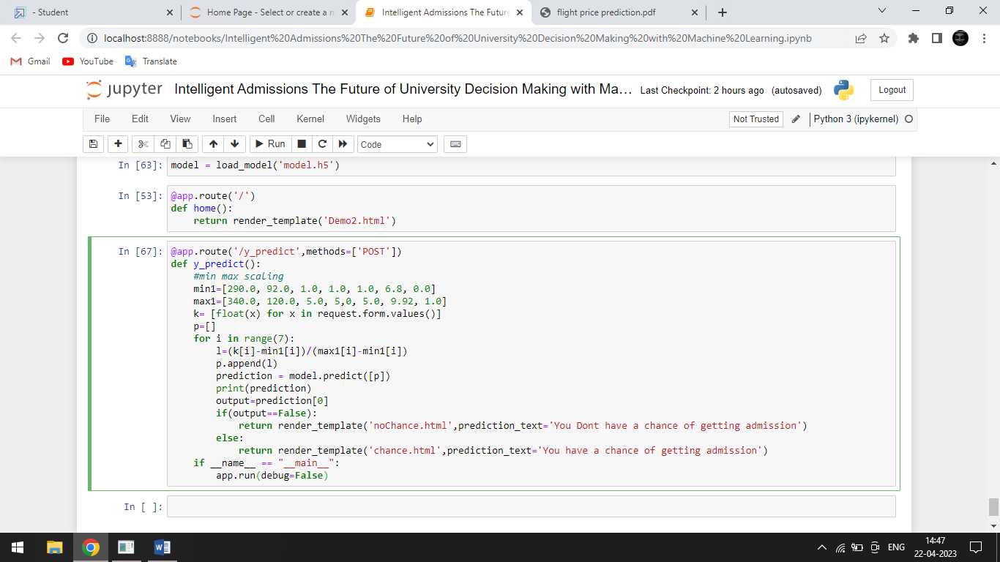 - Student
Home Page - Select or create a n
Intelligent Admissions The Future
flight price prediction.pdf
localhost:8888/notebooks/Intelligent%20Admissions%20The%20Future%20of%20University%20Decision%20Making%20with%20Machine%20Learning.ipynb
Gmail
YouTube
Translate
jupyter
Intelligent Admissions The Future of University Decision Making with Ma...
Last Checkpoint: 2 hours ago (autosaved)
Logout
File Edit View Insert Cell Kernel Widgets Help
Not Trusted
Python 3 (ipykernel)
Run
Code
In [63]:
model = load_model('model.h5')
In [53]:
@app.route('/')
def home():
    return render_template('Demo2.html')
In [67]:
@app.route('/y_predict',methods=['POST'])
def y_predict():
    #min max scaling
    min1=[290.0, 92.0, 1.0, 1.0, 1.0, 6.8, 0.0]
    max1=[340.0, 120.0, 5.0, 5,0, 5.0, 9.92, 1.0]
    k= [float(x) for x in request.form.values()]
    p=[]
    for i in range(7):
        l=(k[i]-min1[i])/(max1[i]-min1[i])
        p.append(l)
        prediction = model.predict([p])
        print(prediction)
        output=prediction[0]
        if(output==False):
            return render_template('noChance.html',prediction_text='You Dont have a chance of getting admission')
        else:
            return render_template('chance.html',prediction_text='You have a chance of getting admission')
    if __name__ == "__main__":
        app.run(debug=False)
In [ ]:
ENG
14:47
22-04-2023